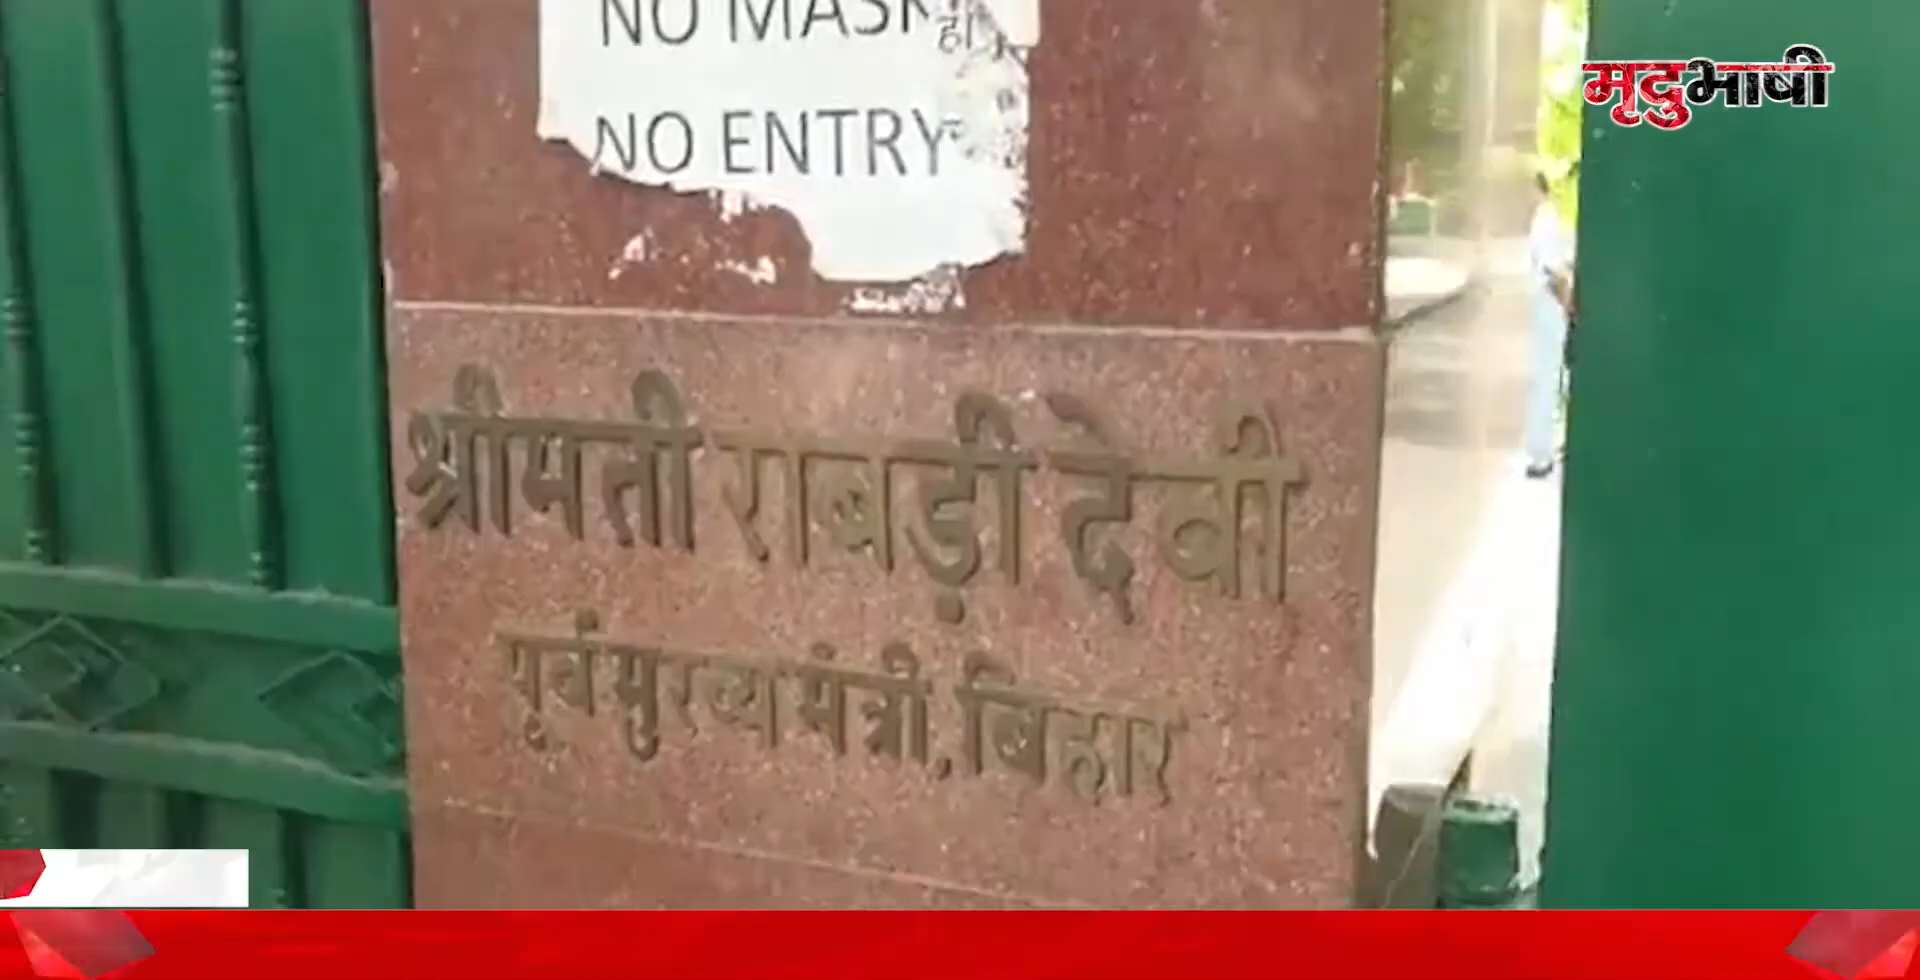 NO MASK
मृदुभाषी
NO ENTRY
श्रीमती राबड़ी देवी
पूर्व मुख्य मंत्री, बिहार